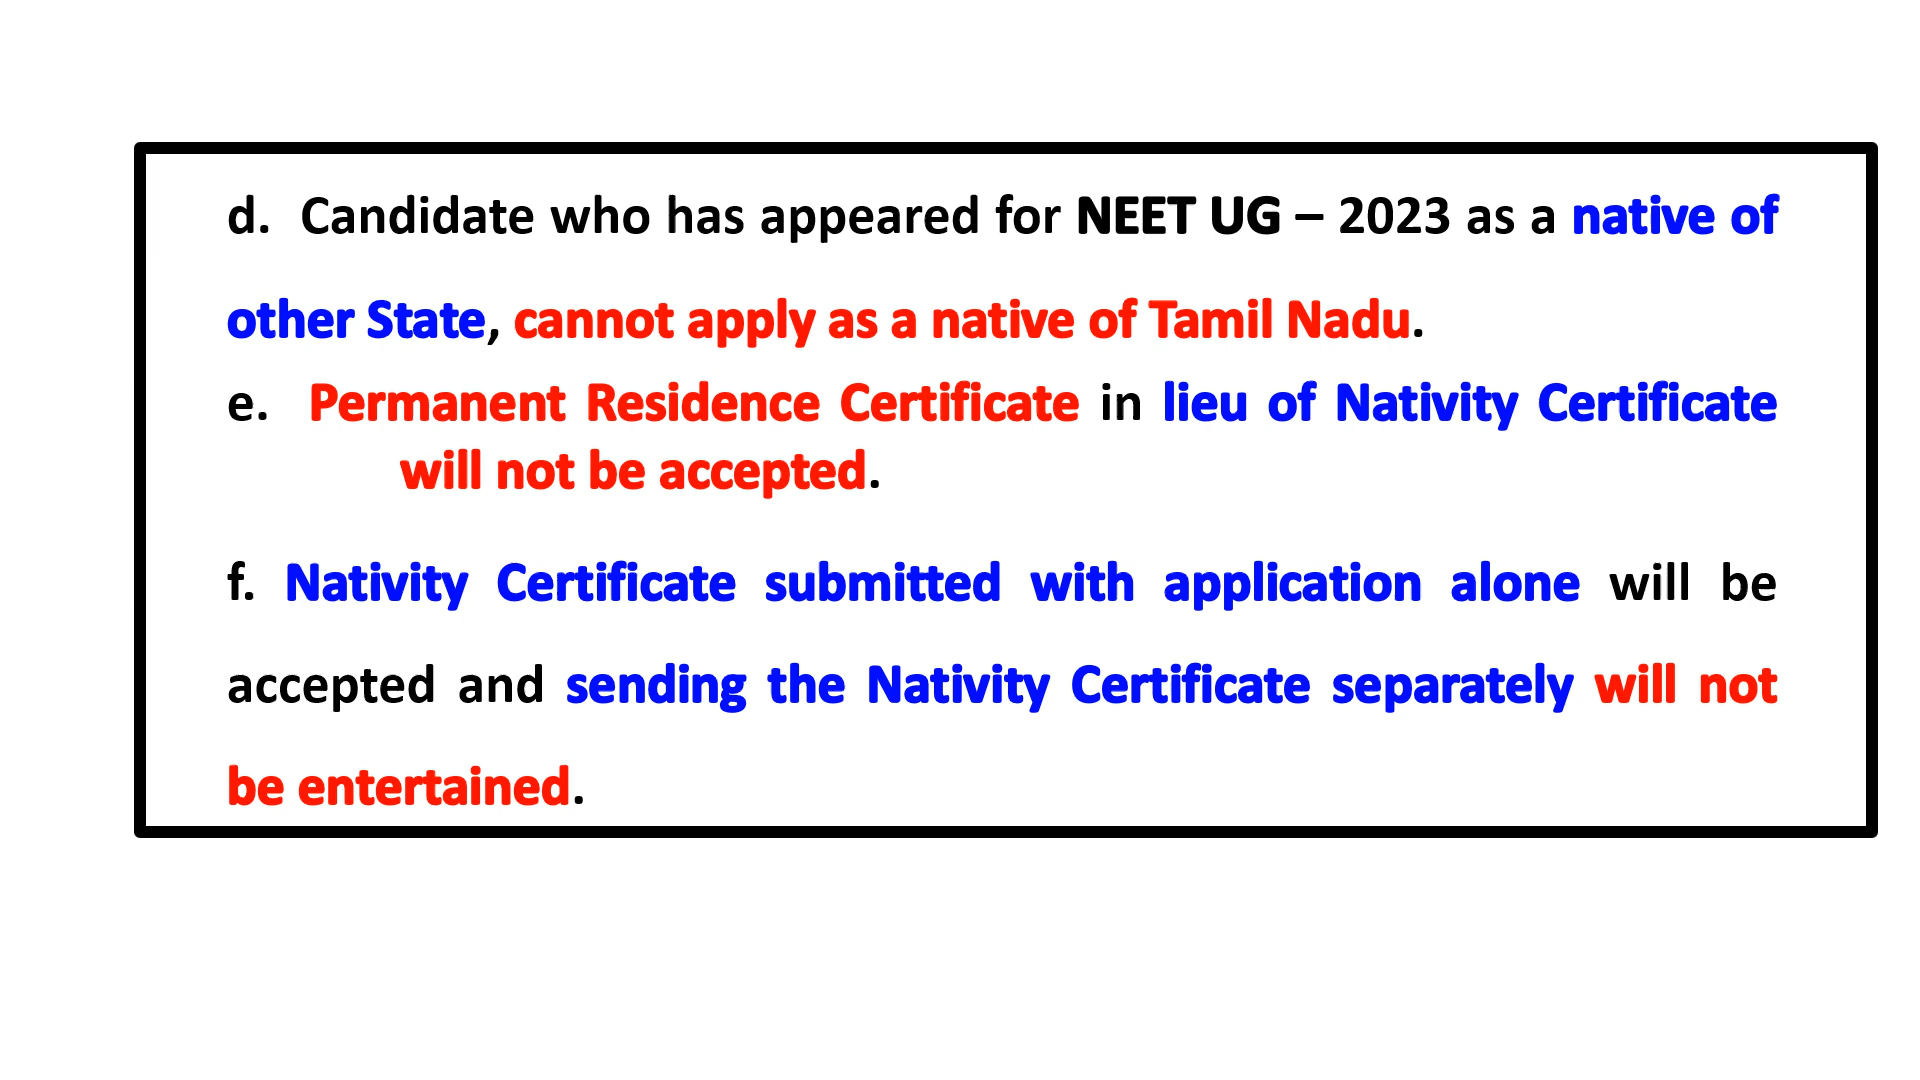 d. Candidate who has appeared for NEET UG – 2023 as a native of
other State, cannot apply as a native of Tamil Nadu.
e. Permanent Residence Certificate in lieu of Nativity Certificate
will not be accepted.
f. Nativity Certificate submitted with application alone will be
accepted and sending the Nativity Certificate separately will not
be entertained.